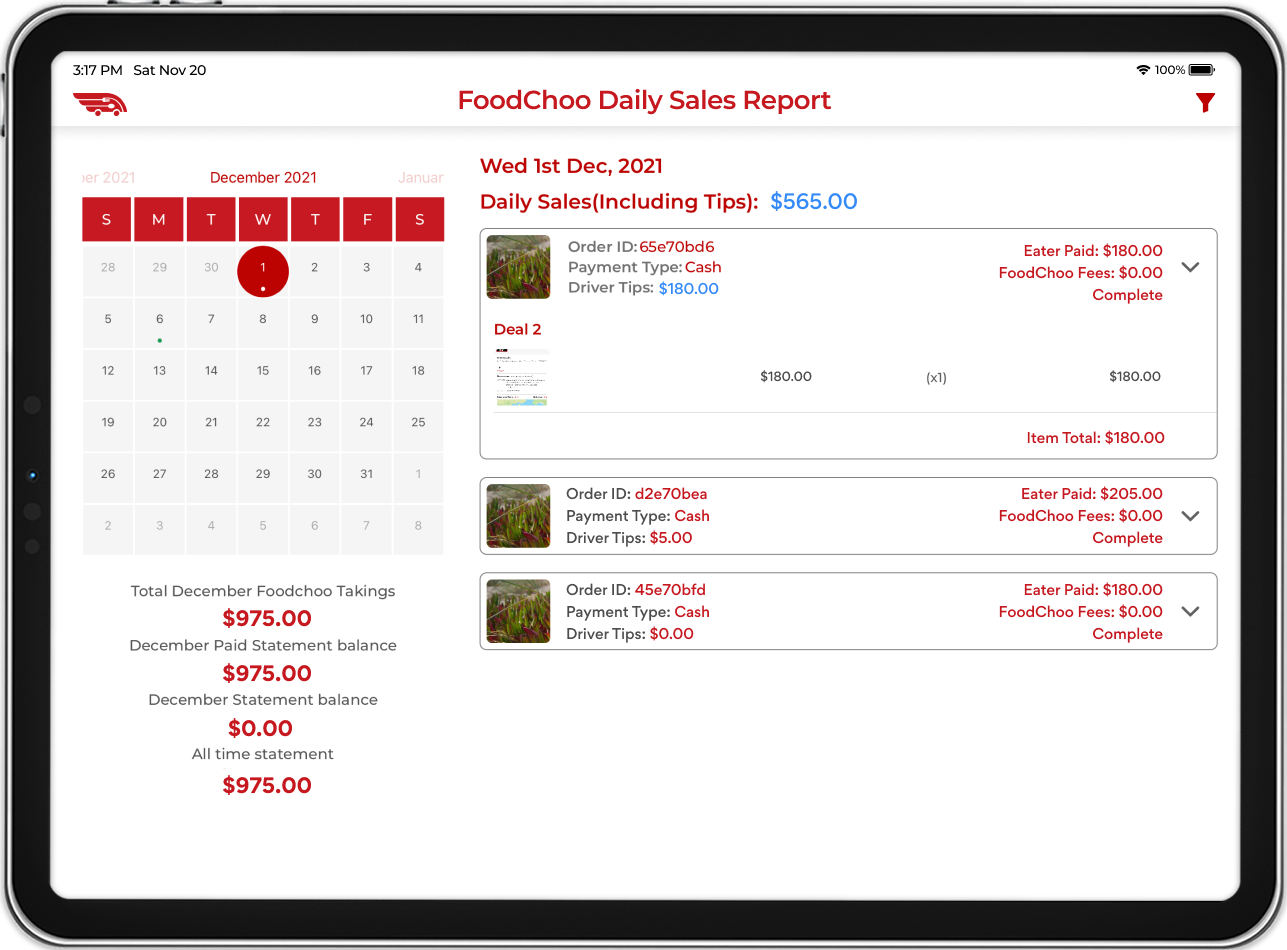 3:17 PM Sat Nov 20
100%
FoodChoo Daily Sales Report
ber 2021
December 2021
Januar
S M T W T F S
28 29 30 1 2 3 4
5 6 7 8 9 10 11
12 13 14 15 16 17 18
19 20 21 22 23 24 25
26 27 28 29 30 31 1
2 3 4 5 6 7 8
Total December Foodchoo Takings
$975.00
December Paid Statement balance
$975.00
December Statement balance
$0.00
All time statement
$975.00
Wed 1st Dec, 2021
Daily Sales(Including Tips): $565.00
Order ID: 65e70bd6
Payment Type: Cash
Driver Tips: $180.00
Eater Paid: $180.00
FoodChoo Fees: $0.00
Complete
Deal 2
$180.00 (x1) $180.00
Item Total: $180.00
Order ID: d2e70bea
Payment Type: Cash
Driver Tips: $5.00
Eater Paid: $205.00
FoodChoo Fees: $0.00
Complete
Order ID: 45e70bfd
Payment Type: Cash
Driver Tips: $0.00
Eater Paid: $180.00
FoodChoo Fees: $0.00
Complete